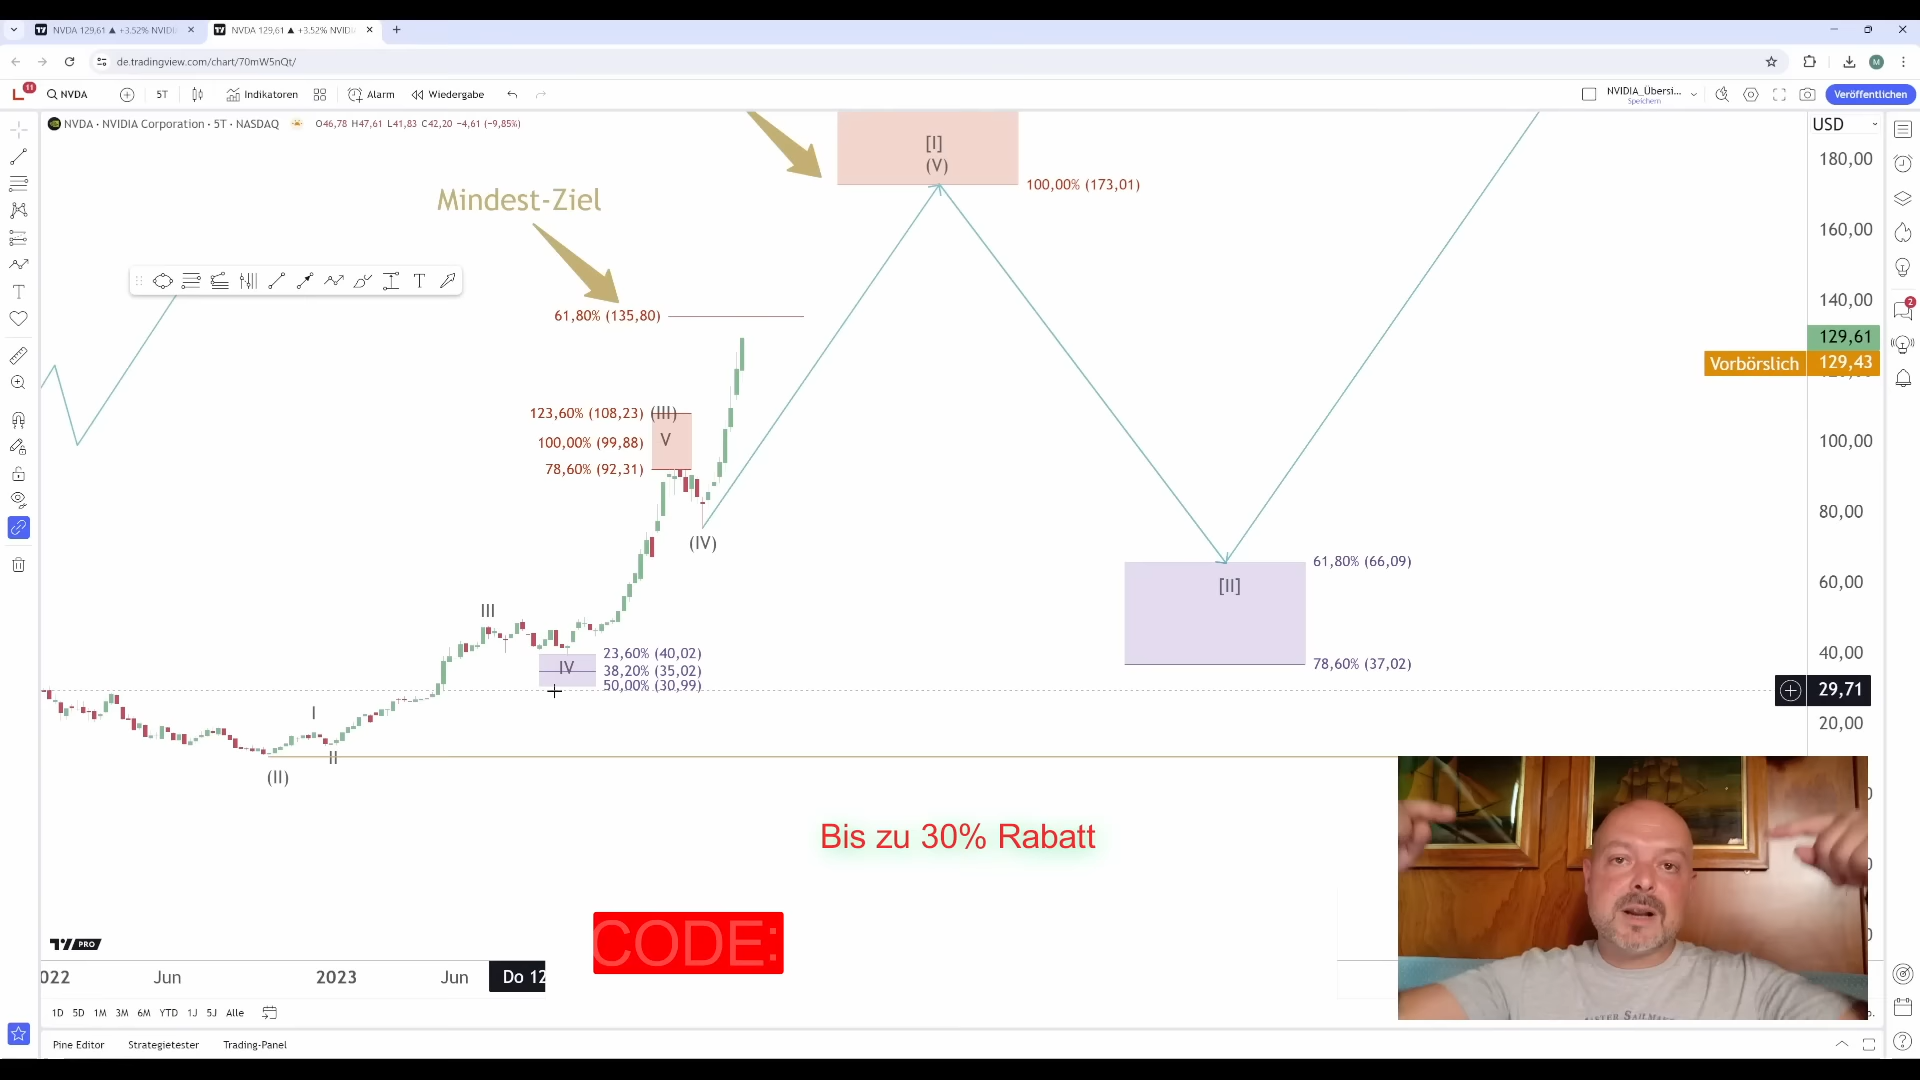 NVDA 129,61 ▲ +3.52% NVIDI
NVDA 129,61 ▲ +3.52% NVIDI
de.tradingview.com/chart/70mW5nQt/
M
11
NVDA
5T
Indikatoren
Alarm
Wiedergabe
NVIDIA_Übersi...
Speichern
Veröffentlichen
NVDA · NVIDIA Corporation · 5T · NASDAQ
O46,78 H47,61 L41,83 C42,20 −4,61 (−9,85%)
USD
[I]
(V)
180,00
100,00% (173,01)
Mindest-Ziel
160,00
140,00
2
61,80% (135,80)
129,61
Vorbörslich
129,43
123,60% (108,23)
(III)
V
100,00% (99,88)
100,00
78,60% (92,31)
80,00
(IV)
61,80% (66,09)
[II]
60,00
III
23,60% (40,02)
IV
38,20% (35,02)
50,00% (30,99)
78,60% (37,02)
40,00
29,71
I
20,00
II
(II)
Bis zu 30% Rabatt
CODE:
PRO
2022
Jun
2023
Jun
Do 12
1D
5D
1M
3M
6M
YTD
1J
5J
Alle
Pine Editor
Strategietester
Trading-Panel